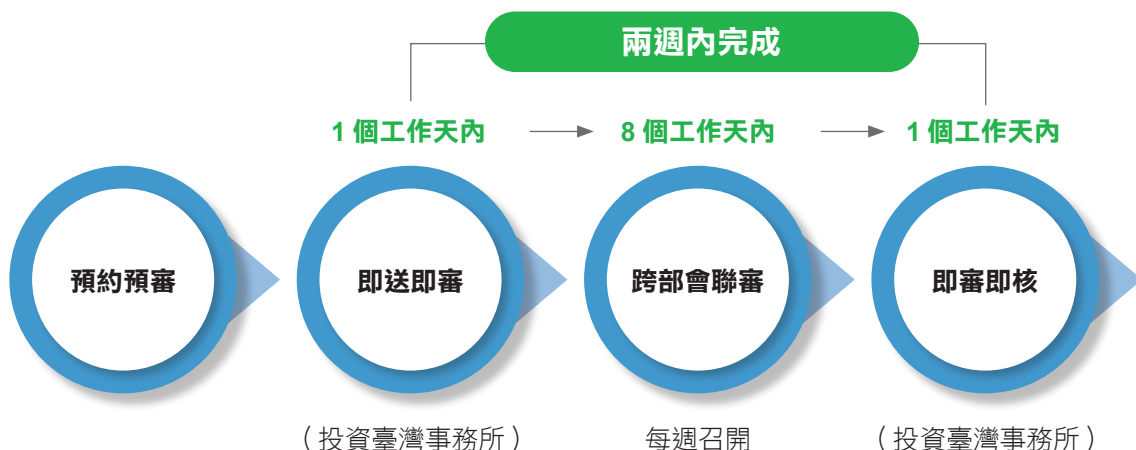 兩週內完成
1 個工作天內
8 個工作天內
1 個工作天內
預約預審
即送即審
跨部會聯審
即審即核
（投資臺灣事務所）
每週召開
（投資臺灣事務所）